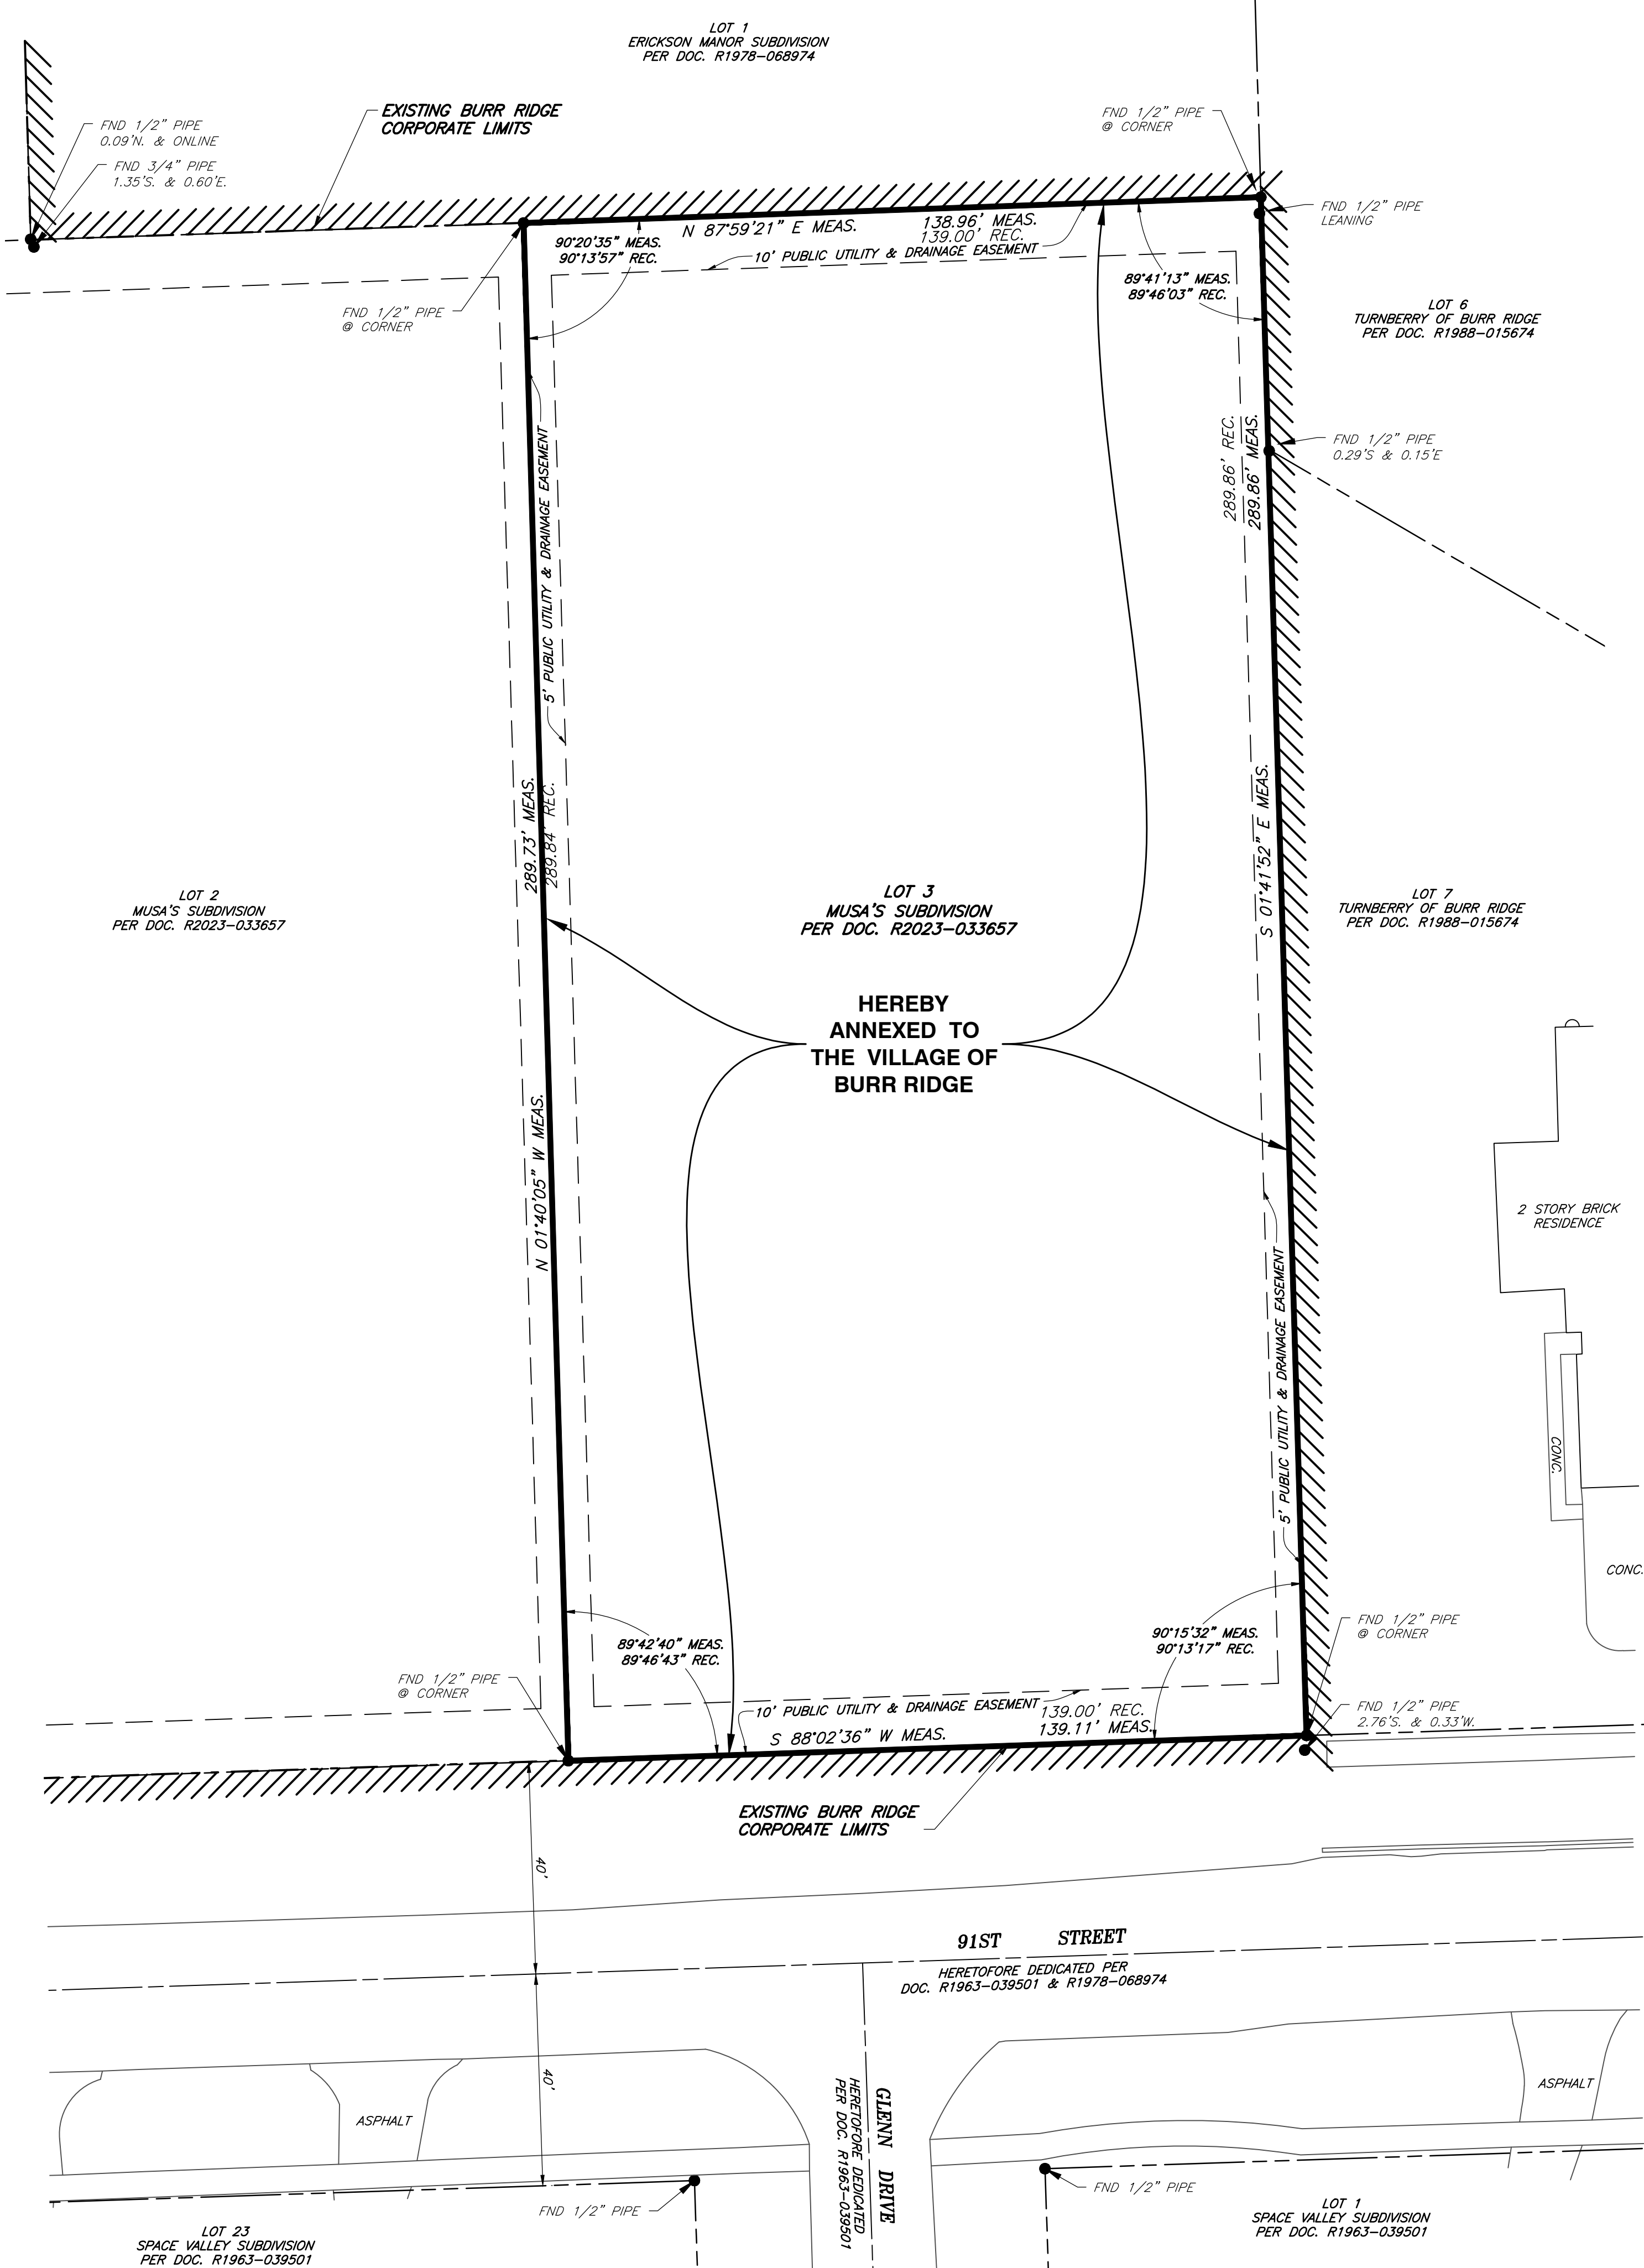 LOT 1
ERICKSON MANOR SUBDIVISION
PER DOC. R1978-068974
EXISTING BURR RIDGE
CORPORATE LIMITS
FND 1/2" PIPE
@ CORNER
FND 1/2" PIPE
0.09'N. & ONLINE
FND 3/4" PIPE
1.35'S. & 0.60'E.
FND 1/2" PIPE
LEANING
N 87°59'21" E MEAS.
138.96' MEAS.
139.00' REC.
90°20'35" MEAS.
90°13'57" REC.
10' PUBLIC UTILITY & DRAINAGE EASEMENT
89°41'13" MEAS.
89°46'03" REC.
FND 1/2" PIPE
@ CORNER
LOT 6
TURNBERRY OF BURR RIDGE
PER DOC. R1988-015674
5' PUBLIC UTILITY & DRAINAGE EASEMENT
289.86' REC.
289.86' MEAS.
FND 1/2" PIPE
0.29'S & 0.15'E
289.73' MEAS.
289.84' REC.
S 01°41'52" E MEAS.
LOT 2
MUSA'S SUBDIVISION
PER DOC. R2023-033657
LOT 3
MUSA'S SUBDIVISION
PER DOC. R2023-033657
LOT 7
TURNBERRY OF BURR RIDGE
PER DOC. R1988-015674
HEREBY
ANNEXED TO
THE VILLAGE OF
BURR RIDGE
N 01°40'05" W MEAS.
2 STORY BRICK
RESIDENCE
5' PUBLIC UTILITY & DRAINAGE EASEMENT
CONC.
CONC.
89°42'40" MEAS.
89°46'43" REC.
90°15'32" MEAS.
90°13'17" REC.
FND 1/2" PIPE
@ CORNER
FND 1/2" PIPE
@ CORNER
10' PUBLIC UTILITY & DRAINAGE EASEMENT
139.00' REC.
139.11' MEAS.
S 88°02'36" W MEAS.
FND 1/2" PIPE
2.76'S. & 0.33'W.
EXISTING BURR RIDGE
CORPORATE LIMITS
40'
91ST STREET
HERETOFORE DEDICATED PER
DOC. R1963-039501 & R1978-068974
40'
GLENN DRIVE
HERETOFORE DEDICATED
PER DOC. R1963-039501
ASPHALT
ASPHALT
FND 1/2" PIPE
FND 1/2" PIPE
LOT 23
SPACE VALLEY SUBDIVISION
PER DOC. R1963-039501
LOT 1
SPACE VALLEY SUBDIVISION
PER DOC. R1963-039501